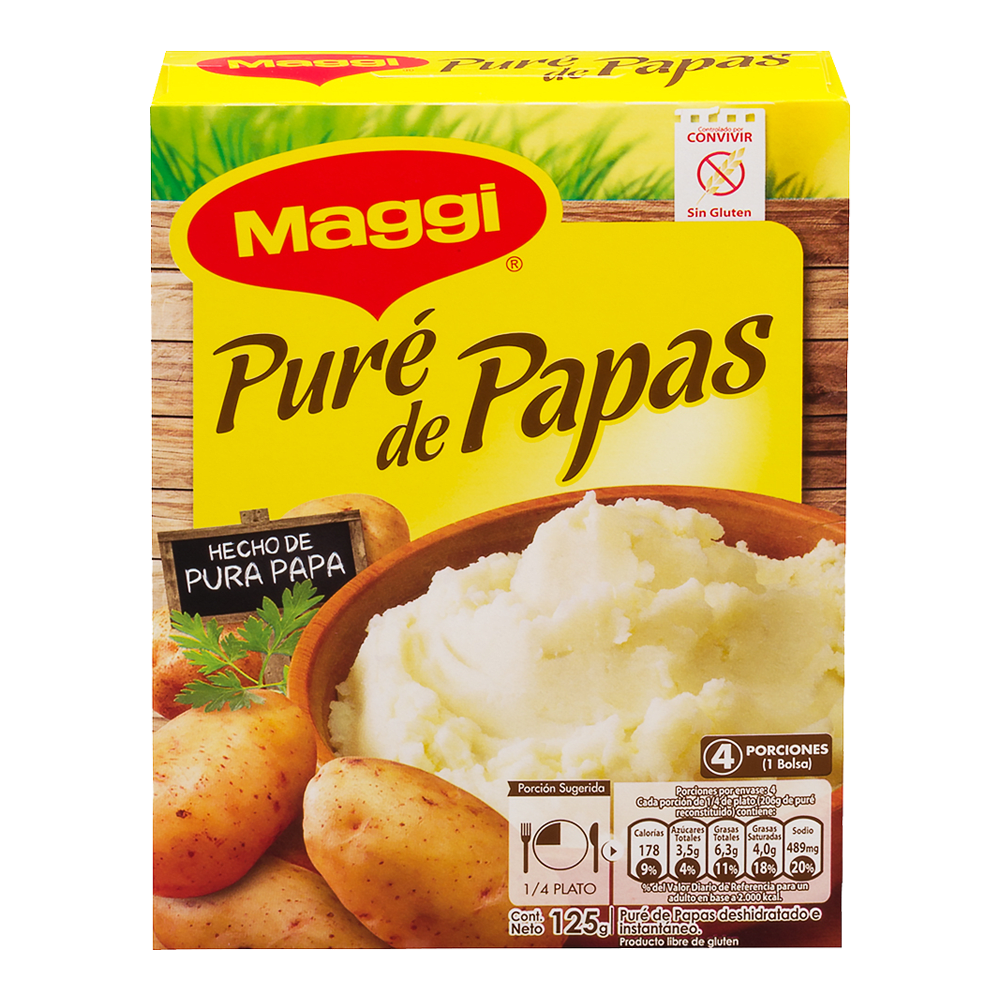 Maggi Puré de Papas
Controlado por
CONVIVIR
Sin Gluten
Maggi
®
Puré
de Papas
HECHO DE
PURA PAPA
4 PORCIONES
(1 Bolsa)
Porción Sugerida
1/4 PLATO
Porciones por envase: 4
Cada porción de 1/4 de plato (206g de puré
reconstituido) contiene:
Calorías Azúcares Totales Grasas Totales Grasas Saturadas Sodio
178 3,5g 6,3g 4,0g 489mg
9% 4% 11% 18% 20%
% del Valor Diario de Referencia para un
adulto en base a 2.000 kcal.
Cont. Neto 125g
Puré de Papas deshidratado e
instantáneo.
Producto libre de gluten